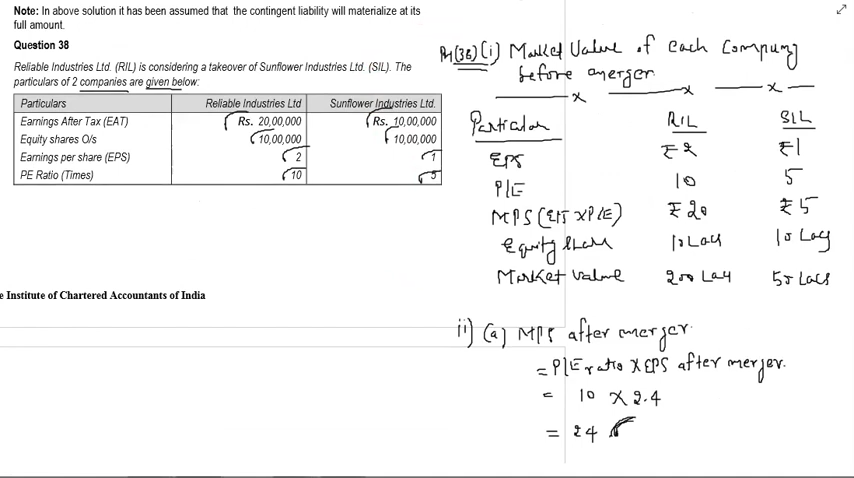 Note: In above solution it has been assumed that the contingent liability will materialize at its
full amount.
Question 38
Reliable Industries Ltd. (RIL) is considering a takeover of Sunflower Industries Ltd. (SIL). The
particulars of 2 companies are given below:
Particulars Reliable Industries Ltd Sunflower Industries Ltd.
Earnings After Tax (EAT) Rs. 20,00,000 Rs. 10,00,000
Equity shares O/s 10,00,000 10,00,000
Earnings per share (EPS) 2 1
PE Ratio (Times) 10 5
e Institute of Chartered Accountants of India
(38) (i) Market Value of each Company
before merger
Particular RIL SIL
EPS ₹2 ₹1
P/E 10 5
MPS (EPS X P/E) ₹20 ₹5
Equity share 10 Lacs 10 Lacs
Market value 200 Lacs 50 Lacs
ii) (a) MPS after merger
= P/E ratio X EPS after merger.
= 10 X 2.4
= 24